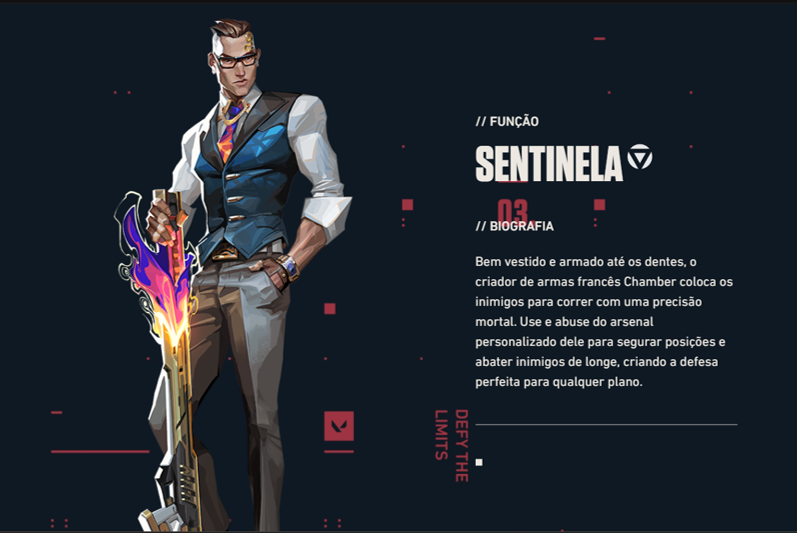 // FUNÇÃO
SENTINELA
03
// BIOGRAFIA
Bem vestido e armado até os dentes, o
criador de armas francês Chamber coloca os
inimigos para correr com uma precisão
mortal. Use e abuse do arsenal
personalizado dele para segurar posições e
abater inimigos de longe, criando a defesa
perfeita para qualquer plano.
DEFY THE
LIMITS